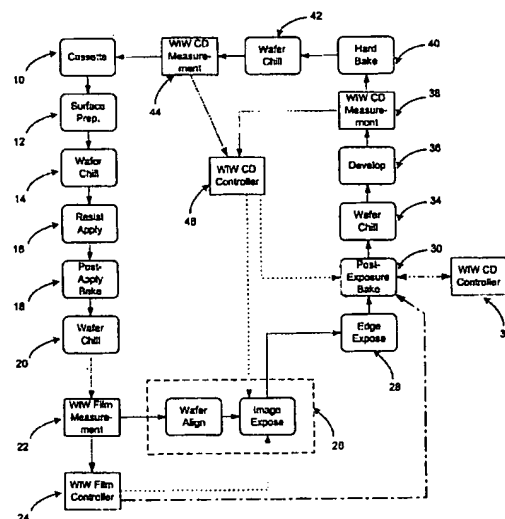 42
Cassette
10
WIW CD
Measure-
ment
44
Wafer
Chill
Hard
Bake
40
Surface
Prep.
12
WIW CD
Measure-
ment
38
Wafer
Chill
14
WIW CD
Controller
48
Develop
36
Resist
Apply
16
Wafer
Chill
34
Post-
Apply
Bake
18
Post-
Exposure
Bake
30
WIW CD
Controller
3
Wafer
Chill
20
Edge
Expose
28
WIW Film
Measure-
ment
22
Wafer
Align
Image
Expose
26
WIW Film
Controller
24